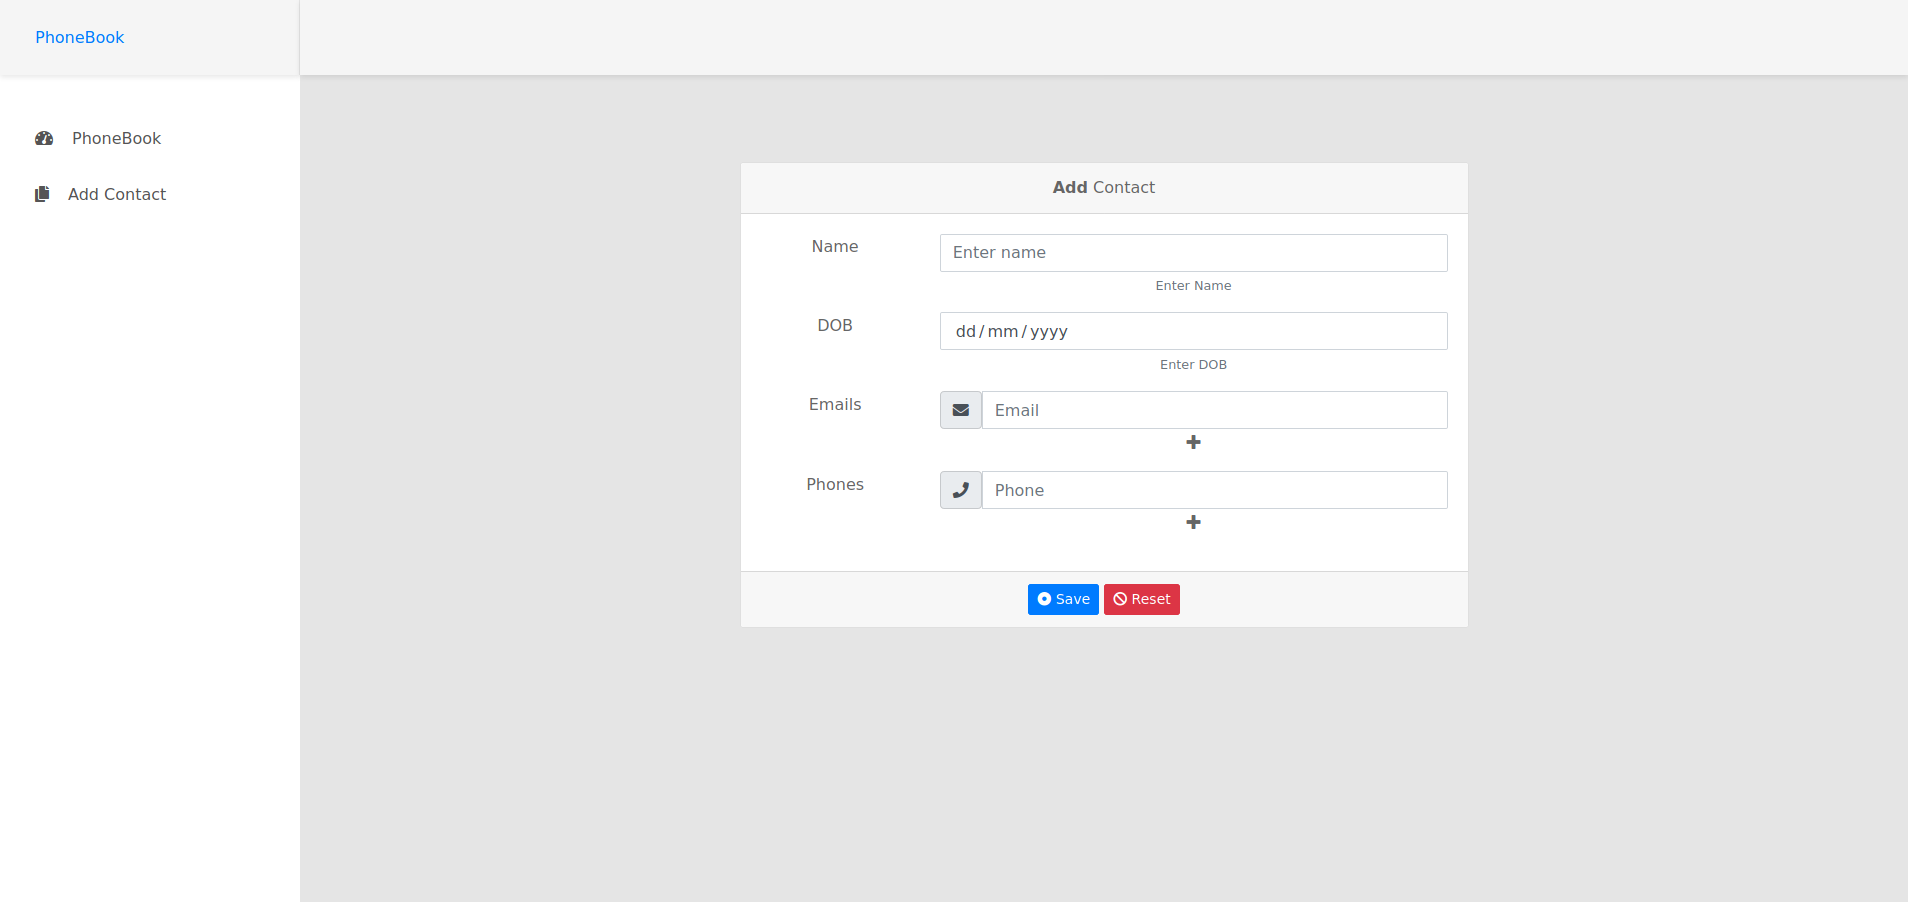 PhoneBook
PhoneBook
Add Contact
Add Contact
Name
Enter name
Enter Name
DOB
dd/mm/yyyy
Enter DOB
Emails
Email
Phones
Phone
Save
Reset